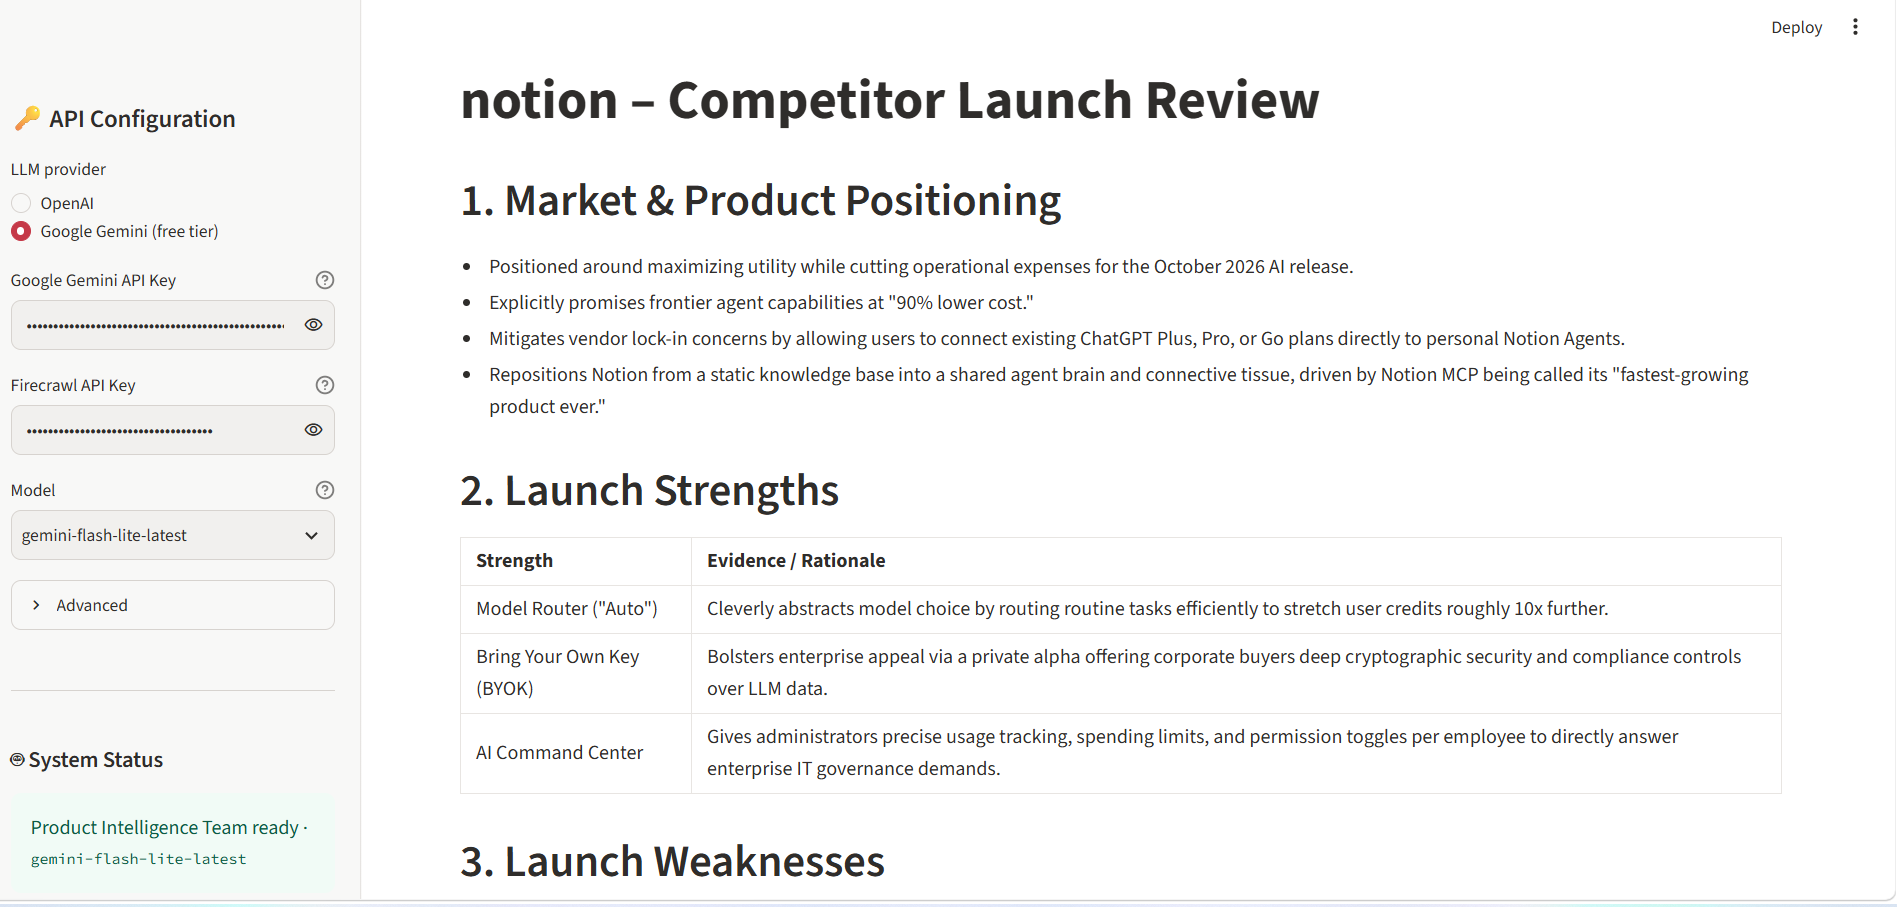 Deploy
🔑 API Configuration
LLM provider
OpenAI
Google Gemini (free tier)
Google Gemini API Key
••••••••••••••••••••••••••••••••••••••••••••••••
Firecrawl API Key
•••••••••••••••••••••••••••••••••••
Model
gemini-flash-lite-latest
Advanced
System Status
Product Intelligence Team ready ·
gemini-flash-lite-latest
notion – Competitor Launch Review
1. Market & Product Positioning
• Positioned around maximizing utility while cutting operational expenses for the October 2026 AI release.
• Explicitly promises frontier agent capabilities at "90% lower cost."
• Mitigates vendor lock-in concerns by allowing users to connect existing ChatGPT Plus, Pro, or Go plans directly to personal Notion Agents.
• Repositions Notion from a static knowledge base into a shared agent brain and connective tissue, driven by Notion MCP being called its "fastest-growing
product ever."
2. Launch Strengths
Strength Evidence / Rationale
Model Router ("Auto") Cleverly abstracts model choice by routing routine tasks efficiently to stretch user credits roughly 10x further.
Bring Your Own Key
(BYOK)
Bolsters enterprise appeal via a private alpha offering corporate buyers deep cryptographic security and compliance controls
over LLM data.
AI Command Center
Gives administrators precise usage tracking, spending limits, and permission toggles per employee to directly answer
enterprise IT governance demands.
3. Launch Weaknesses